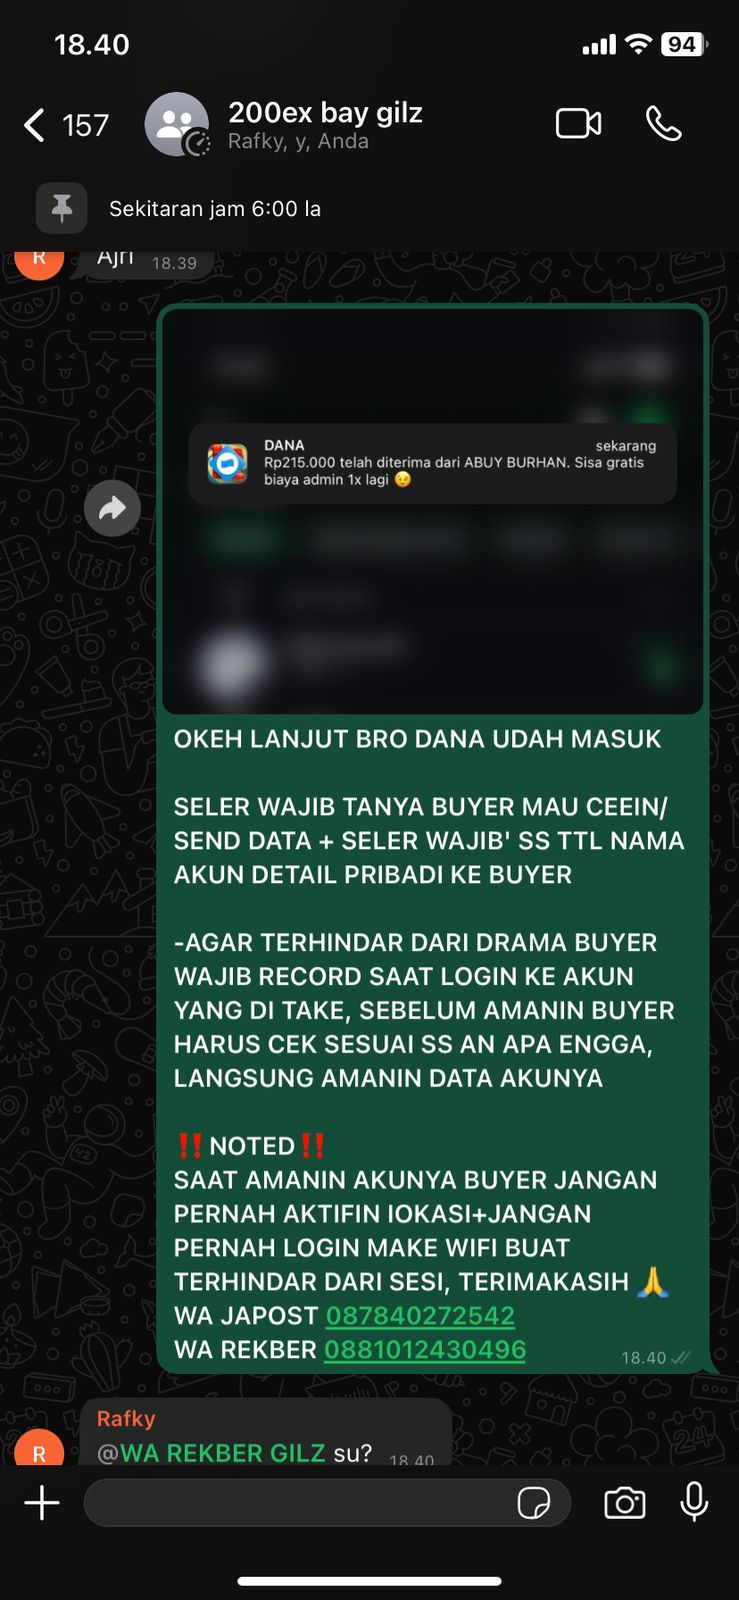 18.40
94
157
200ex bay gilz
Rafky, y, Anda
Sekitaran jam 6:00 la
R
Ajri 18.39
DANA sekarang
Rp215.000 telah diterima dari ABUY BURHAN. Sisa gratis
biaya admin 1x lagi 😉
OKEH LANJUT BRO DANA UDAH MASUK
SELER WAJIB TANYA BUYER MAU CEEIN/
SEND DATA + SELER WAJIB' SS TTL NAMA
AKUN DETAIL PRIBADI KE BUYER
-AGAR TERHINDAR DARI DRAMA BUYER
WAJIB RECORD SAAT LOGIN KE AKUN
YANG DI TAKE, SEBELUM AMANIN BUYER
HARUS CEK SESUAI SS AN APA ENGGA,
LANGSUNG AMANIN DATA AKUNYA
‼️NOTED‼️
SAAT AMANIN AKUNYA BUYER JANGAN
PERNAH AKTIFIN lOKASI+JANGAN
PERNAH LOGIN MAKE WIFI BUAT
TERHINDAR DARI SESI, TERIMAKASIH 🙏
WA JAPOST 087840272542
WA REKBER 0881012430496
18.40
Rafky
R
@WA REKBER GILZ su? 18.40